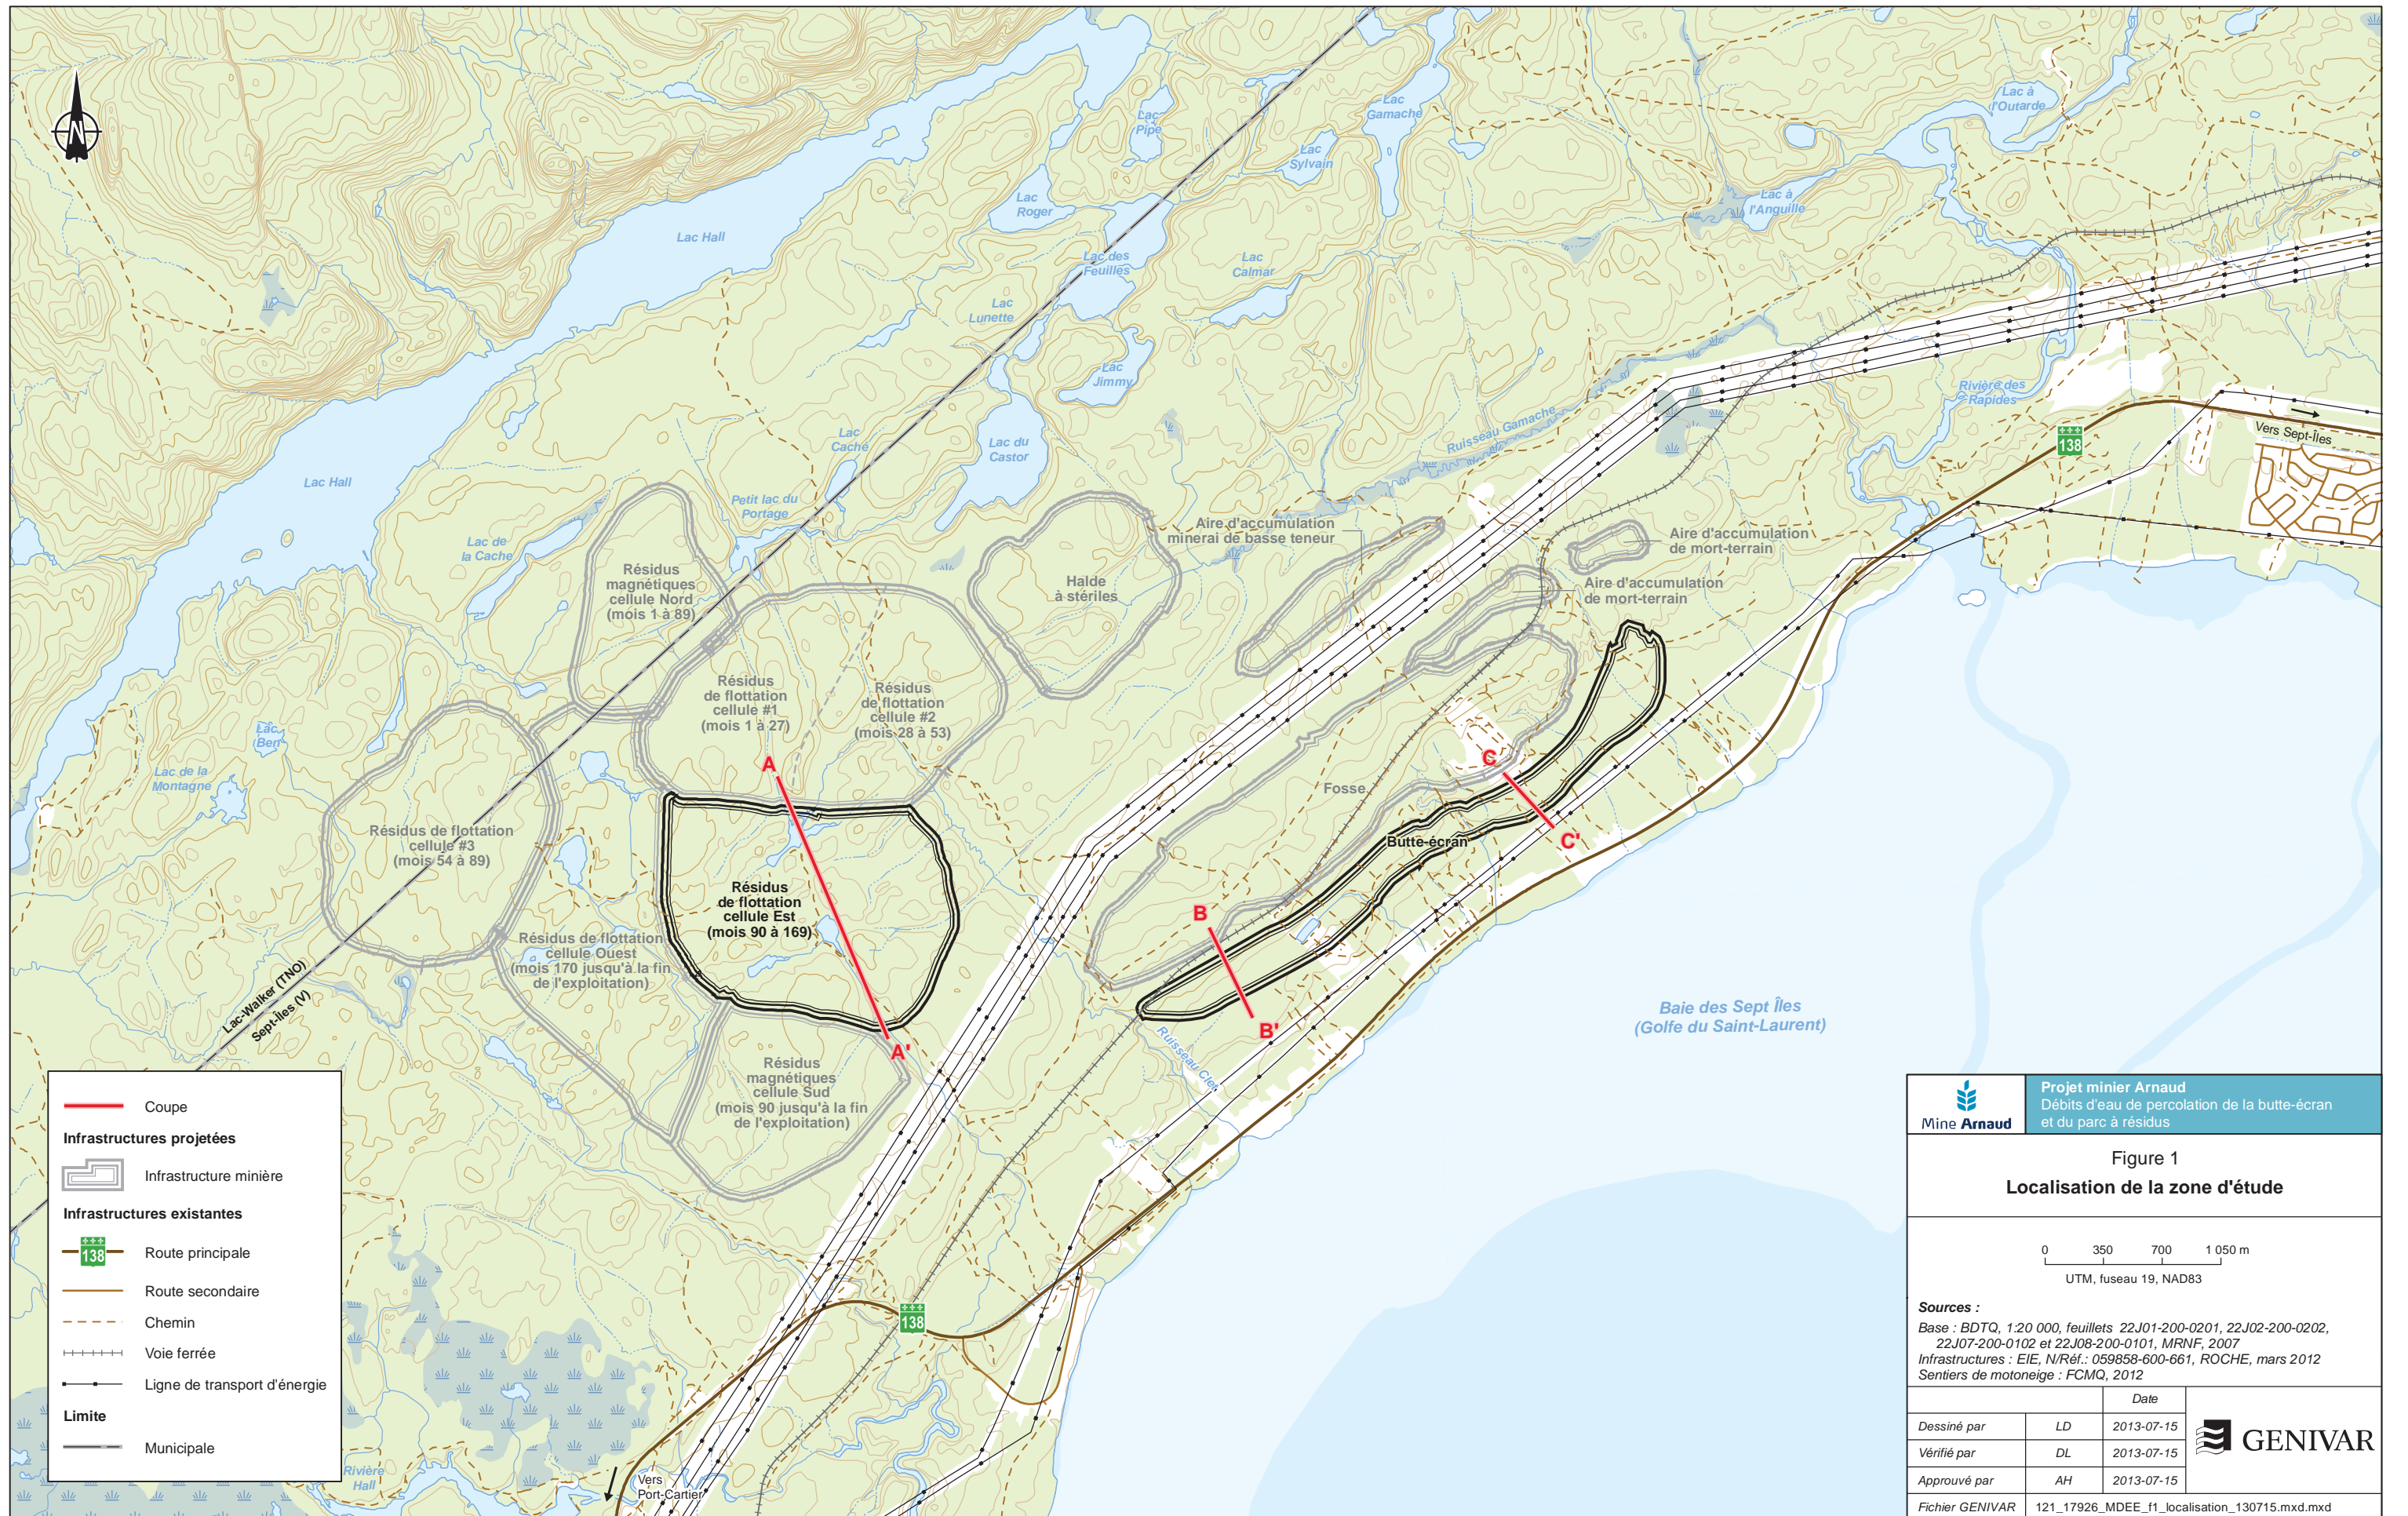 N
Lac Hall
Lac
Pipe
Lac
Gamache
Lac
Sylvain
Lac
Roger
Lac des
Feuilles
Lac
Calmar
Lac
Lunette
Lac
Jimmy
Lac à
l'Outarde
Lac à
l'Anguille
Rivière des
Rapides
Ruisseau Gamache
138
Vers Sept-Îles
Lac
Caché
Lac du
Castor
Petit lac du
Portage
Lac Hall
Lac de
la Cache
Lac
Ben
Lac de la
Montagne
Résidus
magnétiques
cellule Nord
(mois 1 à 89)
Halde
à stériles
Aire d'accumulation
minerai de basse teneur
Aire d'accumulation
de mort-terrain
Aire d'accumulation
de mort-terrain
Résidus
de flottation
cellule #1
(mois 1 à 27)
Résidus
de flottation
cellule #2
(mois 28 à 53)
Résidus de flottation
cellule #3
(mois 54 à 89)
A
Résidus
de flottation
cellule Est
(mois 90 à 169)
A'
Résidus de flottation
cellule Ouest
(mois 170 jusqu'à la fin
de l'exploitation)
Résidus
magnétiques
cellule Sud
(mois 90 jusqu'à la fin
de l'exploitation)
Fosse
Butte-écran
B
B'
C
C'
Ruisseau Clet
Lac-Walker (TNO)
Sept-Îles (V)
Baie des Sept Îles
(Golfe du Saint-Laurent)
138
Vers
Port-Cartier
Rivière
Hall
Coupe
Infrastructures projetées
Infrastructure minière
Infrastructures existantes
138
Route principale
Route secondaire
Chemin
Voie ferrée
Ligne de transport d'énergie
Limite
Municipale
Mine Arnaud
Projet minier Arnaud
Débits d'eau de percolation de la butte-écran
et du parc à résidus
Figure 1
Localisation de la zone d'étude
0 350 700 1 050 m
UTM, fuseau 19, NAD83
Sources :
Base : BDTQ, 1:20 000, feuillets 22J01-200-0201, 22J02-200-0202,
22J07-200-0102 et 22J08-200-0101, MRNF, 2007
Infrastructures : EIE, N/Réf.: 059858-600-661, ROCHE, mars 2012
Sentiers de motoneige : FCMQ, 2012
Date
Dessiné par LD 2013-07-15
Vérifié par DL 2013-07-15
Approuvé par AH 2013-07-15
GENIVAR
Fichier GENIVAR 121_17926_MDEE_f1_localisation_130715.mxd.mxd